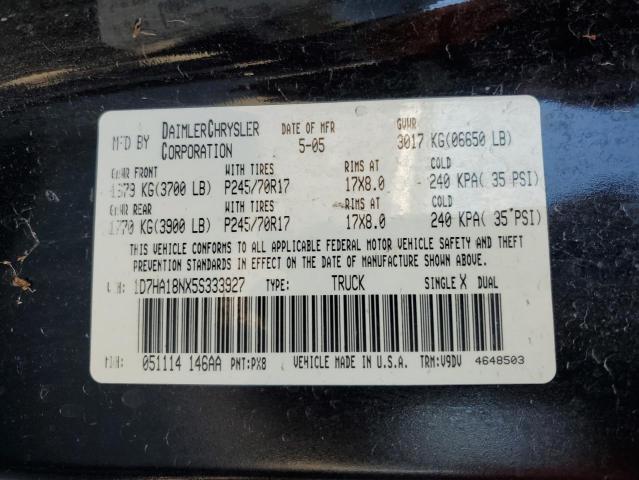 MFD BY DAIMLERCHRYSLER CORPORATION DATE OF MFR 5-05 GVWR 3017 KG(06650 LB)
FRONT WITH TIRES RIMS AT COLD
KG(3700 LB) P245/70R17 17X8.0 240 KPA( 35 PSI)
REAR WITH TIRES RIMS AT COLD
1770 KG(3900 LB) P245/70R17 17X8.0 240 KPA( 35 PSI)
THIS VEHICLE CONFORMS TO ALL APPLICABLE FEDERAL MOTOR VEHICLE SAFETY AND THEFT
PREVENTION STANDARDS IN EFFECT ON THE DATE OF MANUFACTURE SHOWN ABOVE.
1D7HA18NX5S333927 TYPE: TRUCK SINGLE X DUAL
051114 146AA PNT:PX8 VEHICLE MADE IN U.S.A. TRM:V9DV 4648503